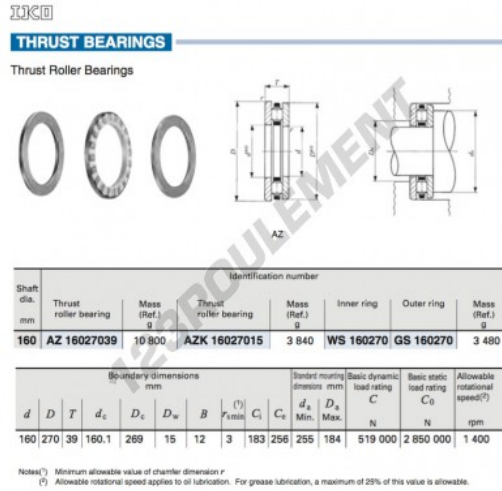 IKO
THRUST BEARINGS
Thrust Roller Bearings
T
r
r
D
d
D
d
AZ
123ROULEMENT
Identification number
Shaft dia. mm Thrust roller bearing Mass (Ref.) g Thrust roller bearing Mass (Ref.) g Inner ring Outer ring Mass (Ref.) g
160 AZ 16027039 10 800 AZK 16027015 3 840 WS 160270 GS 160270 3 480
Boundary dimensions mm Standard mounting dimensions mm Basic dynamic load rating C N Basic static load rating C0 N Allowable rotational speed(2) rpm
d D T dc Dc Dw B rs min(1) Ci Ce da Min. Da Max.
160 270 39 160.1 269 15 12 3 183 256 255 184 519 000 2 850 000 1 400
Notes(1) Minimum allowable value of chamfer dimension r
(2) Allowable rotational speed applies to oil lubrication. For grease lubrication, a maximum of 25% of this value is allowable.